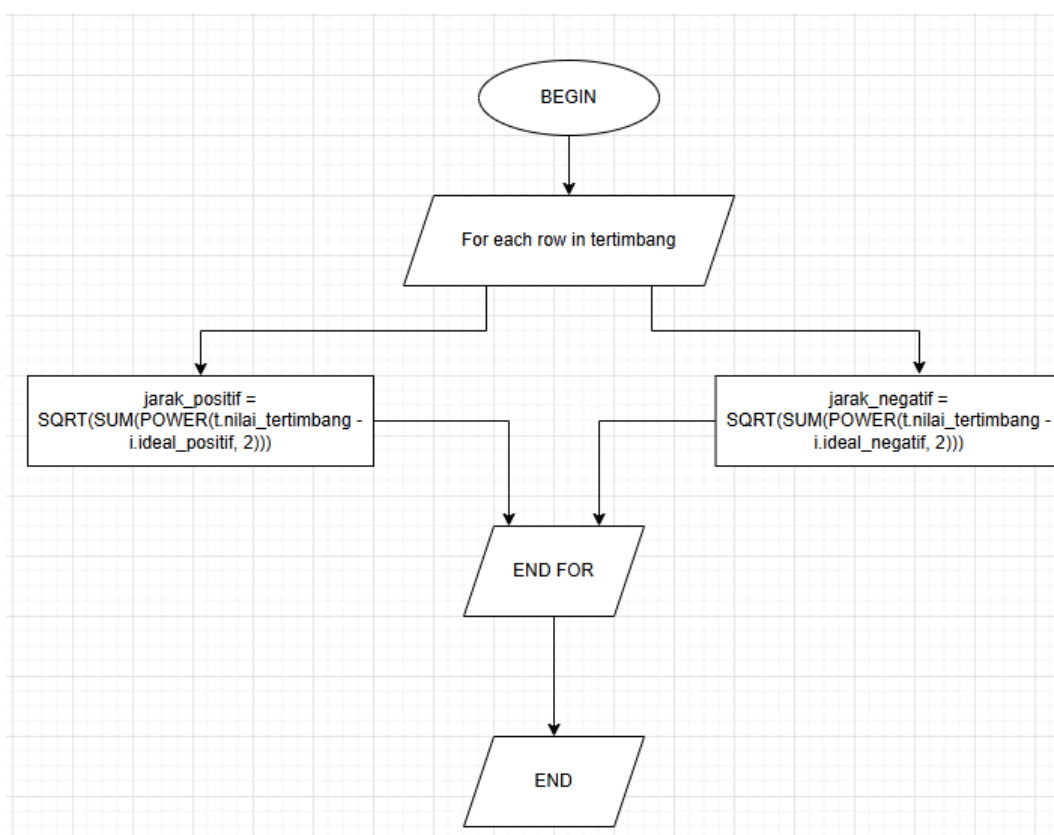 BEGIN
For each row in tertimbang
jarak_positif =
SQRT(SUM(POWER(t.nilai_tertimbang -
i.ideal_positif, 2)))
jarak_negatif =
SQRT(SUM(POWER(t.nilai_tertimbang -
i.ideal_negatif, 2)))
END FOR
END